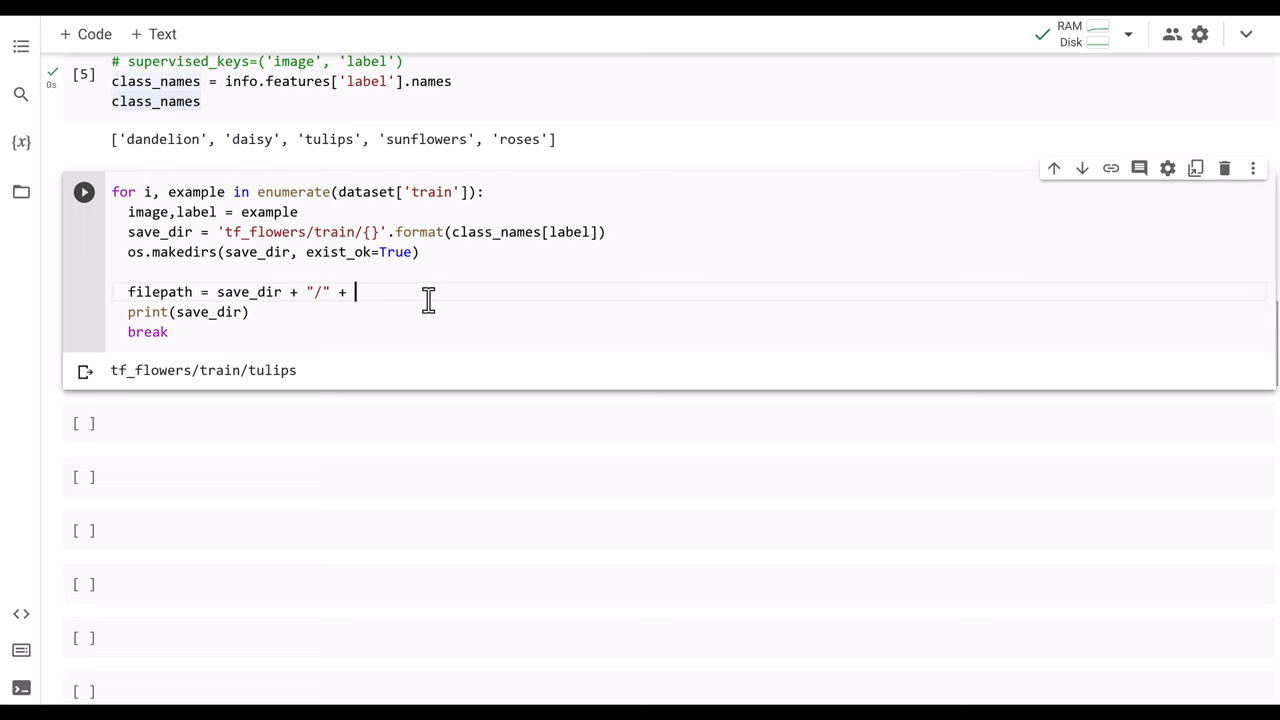 + Code + Text
RAM
Disk
# supervised_keys=('image', 'label')
[5]
0s
class_names = info.features['label'].names
class_names
['dandelion', 'daisy', 'tulips', 'sunflowers', 'roses']
for i, example in enumerate(dataset['train']):
image,label = example
save_dir = 'tf_flowers/train/{}'.format(class_names[label])
os.makedirs(save_dir, exist_ok=True)
filepath = save_dir + "/" +
print(save_dir)
break
tf_flowers/train/tulips
[ ]
[ ]
[ ]
[ ]
[ ]
[ ]